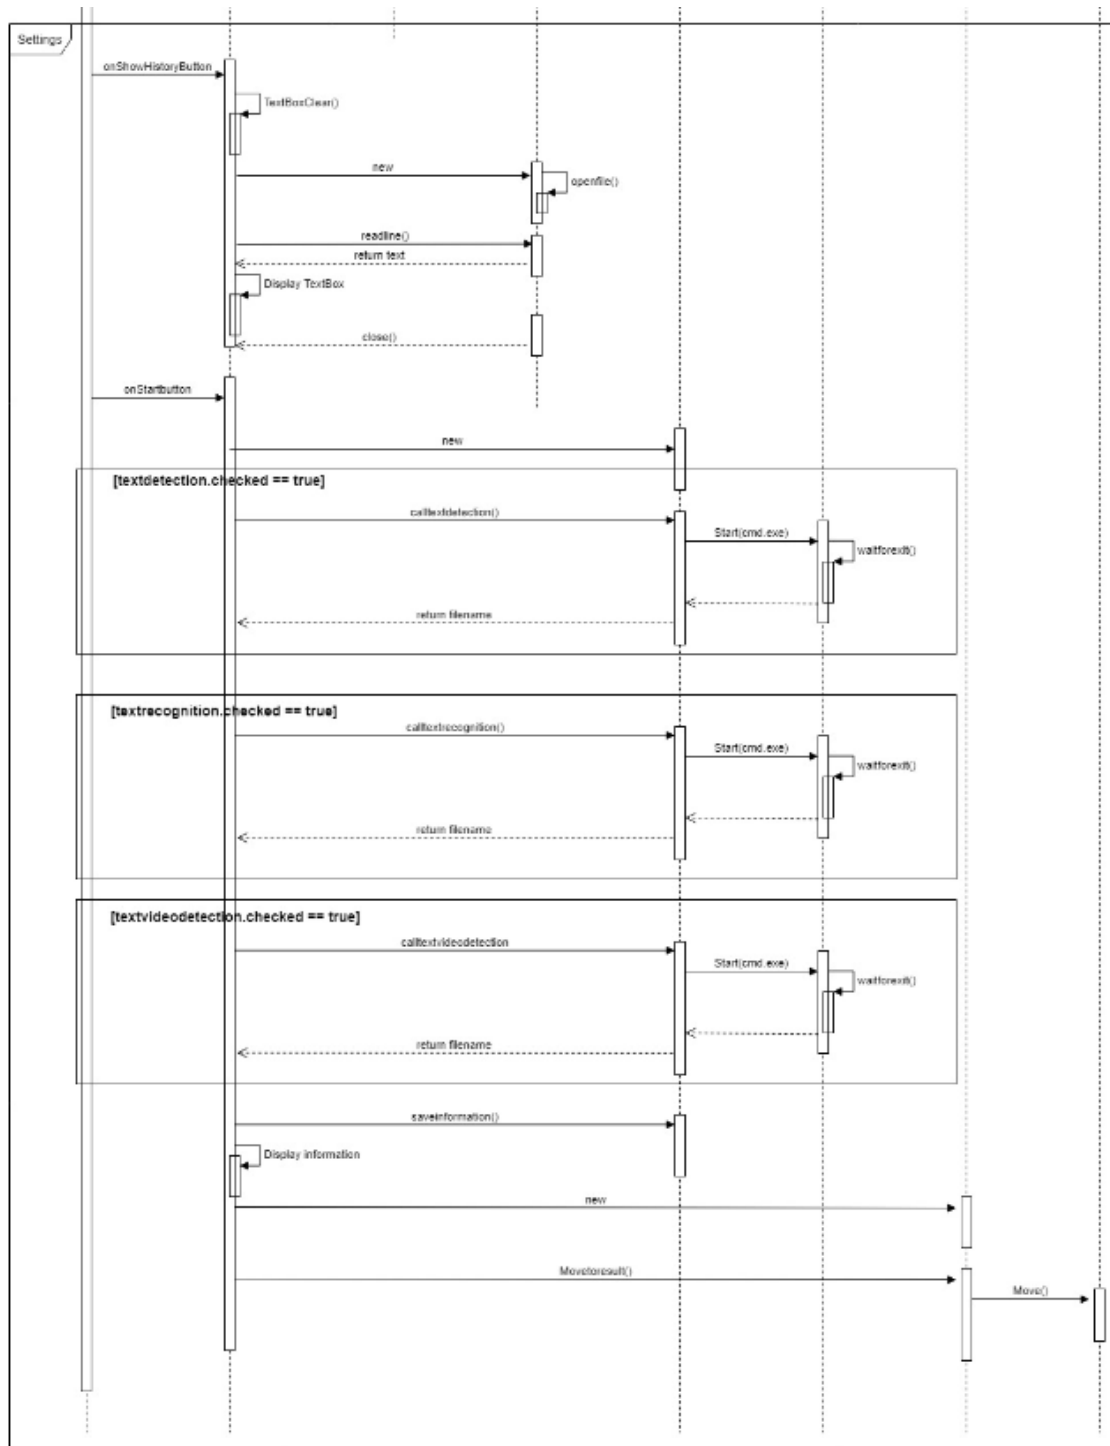 Settings
onShowHistoryButton
TextBoxClear()
new
openfile()
readline()
return text
Display TextBox
close()
onStartbutton
new
[textdetection.checked == true]
calltextdetection()
Start(cmd.exe)
waitforexit()
return filename
[textrecognition.checked == true]
calltextrecognition()
Start(cmd.exe)
waitforexit()
return filename
[textvideodetection.checked == true]
calltextvideodetection
Start(cmd.exe)
waitforexit()
return filename
saveinformation()
Display information
new
Movetoresult()
Move()